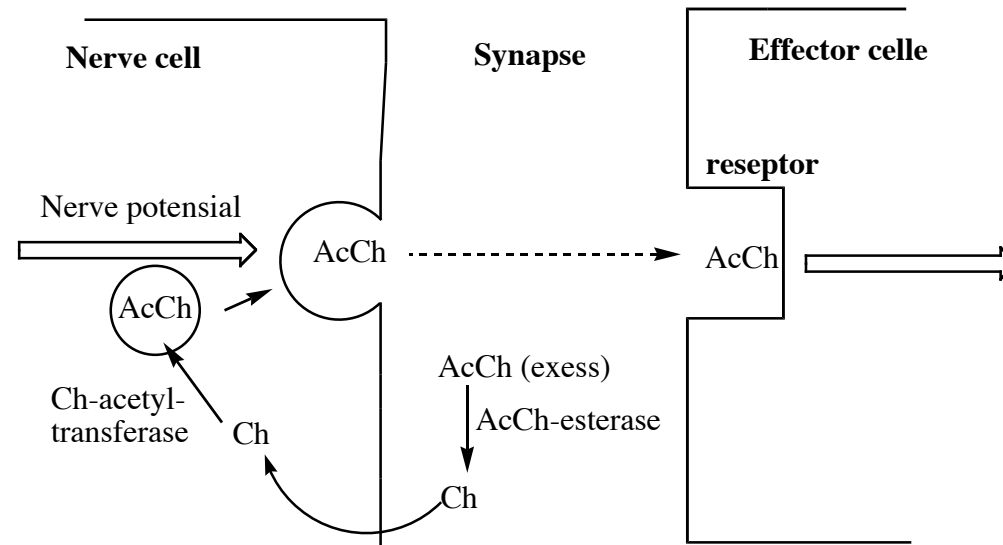 Nerve cell
Synapse
Effector celle
reseptor
Nerve potensial
AcCh
AcCh
AcCh
AcCh (exess)
Ch-acetyl-
transferase
AcCh-esterase
Ch
Ch